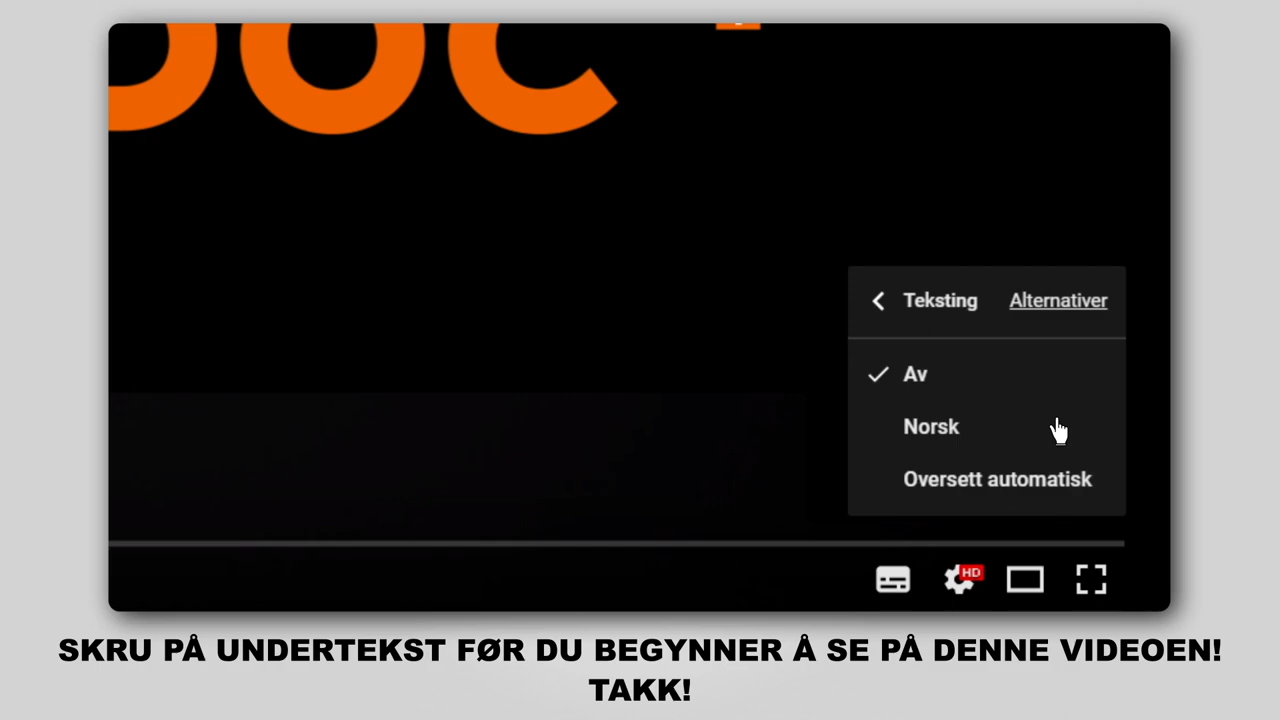 Teksting Alternativer
Av
Norsk
Oversett automatisk
HD
SKRU PÅ UNDERTEKST FØR DU BEGYNNER Å SE PÅ DENNE VIDEOEN!
TAKK!